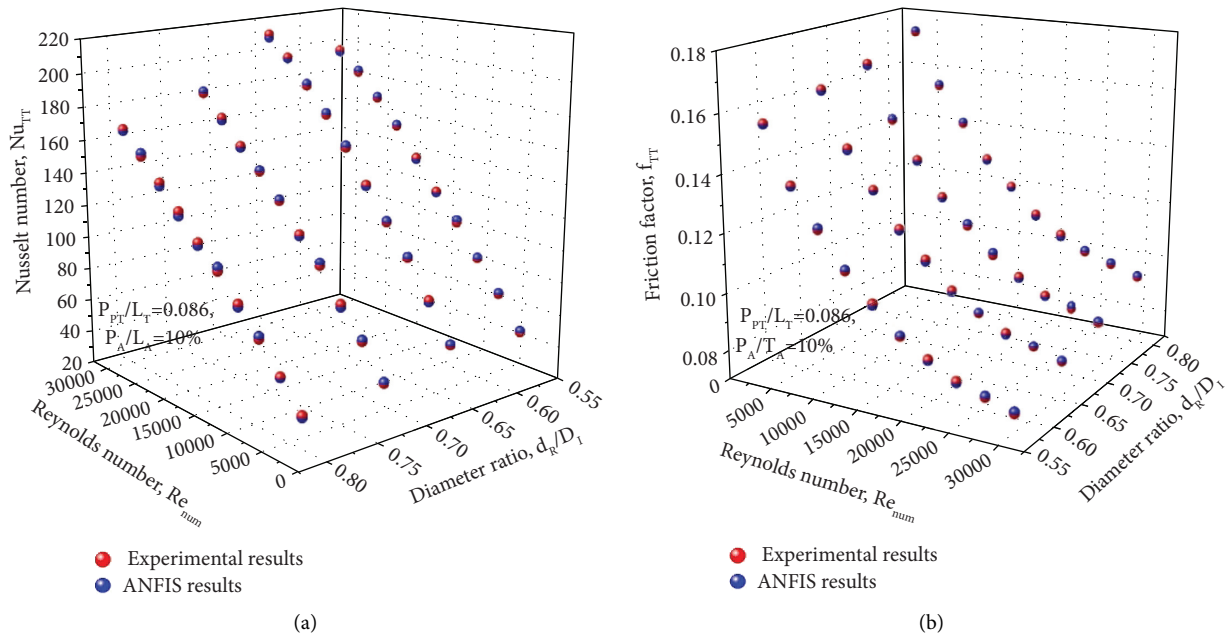 220
200
180
160
140
120
100
80
60
40
20
Nusselt number, Nu_TT
P_PT/L_T=0.086,
P_A/L_A=10%
30000
25000
20000
15000
10000
5000
0
Reynolds number, Re_num
0.80
0.75
0.70
0.65
0.60
0.55
Diameter ratio, d_R/D_I
Experimental results
ANFIS results
(a)
0.18
0.16
0.14
0.12
0.10
0.08
Friction factor, f_TT
P_PT/L_T=0.086,
P_A/T_A=10%
0
5000
10000
15000
20000
25000
30000
Reynolds number, Re_num
0.55
0.60
0.65
0.70
0.75
0.80
Diameter ratio, d_R/D_I
Experimental results
ANFIS results
(b)